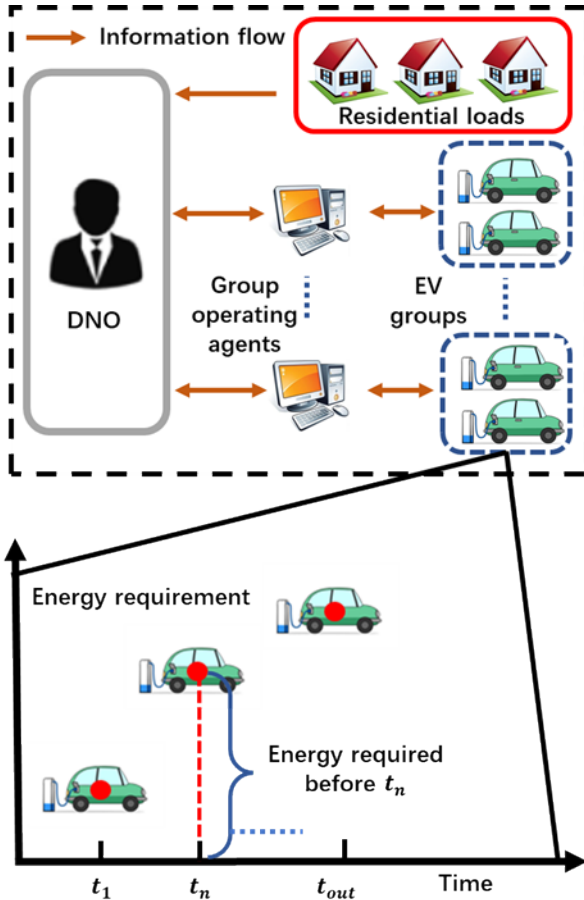 Information flow
Residential loads
DNO
Group
operating
agents
EV
groups
Energy requirement
Energy required
before tₙ
t₁
tₙ
tₒᵤₜ
Time